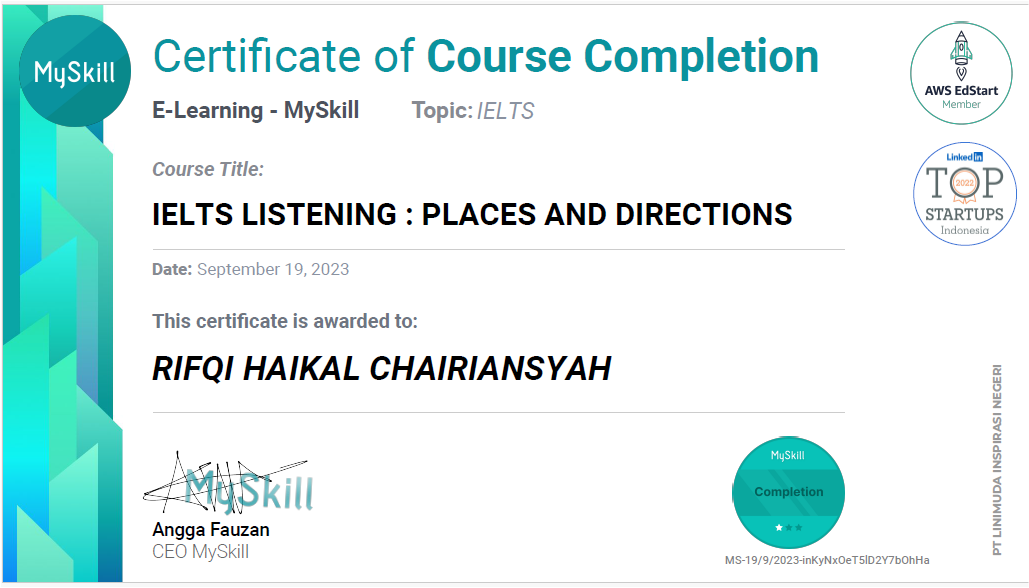 MySkill
Certificate of Course Completion
E-Learning - MySkill Topic: IELTS
Course Title:
IELTS LISTENING : PLACES AND DIRECTIONS
Date: September 19, 2023
This certificate is awarded to:
RIFQI HAIKAL CHAIRIANSYAH
MySkill
Angga Fauzan
CEO MySkill
AWS EdStart
Member
Linked in
TOP
2022
STARTUPS
Indonesia
PT LINIMUDA INSPIRASI NEGERI
MySkill
Completion
MS-19/9/2023-inKyNxOeT5lD2Y7bOhHa